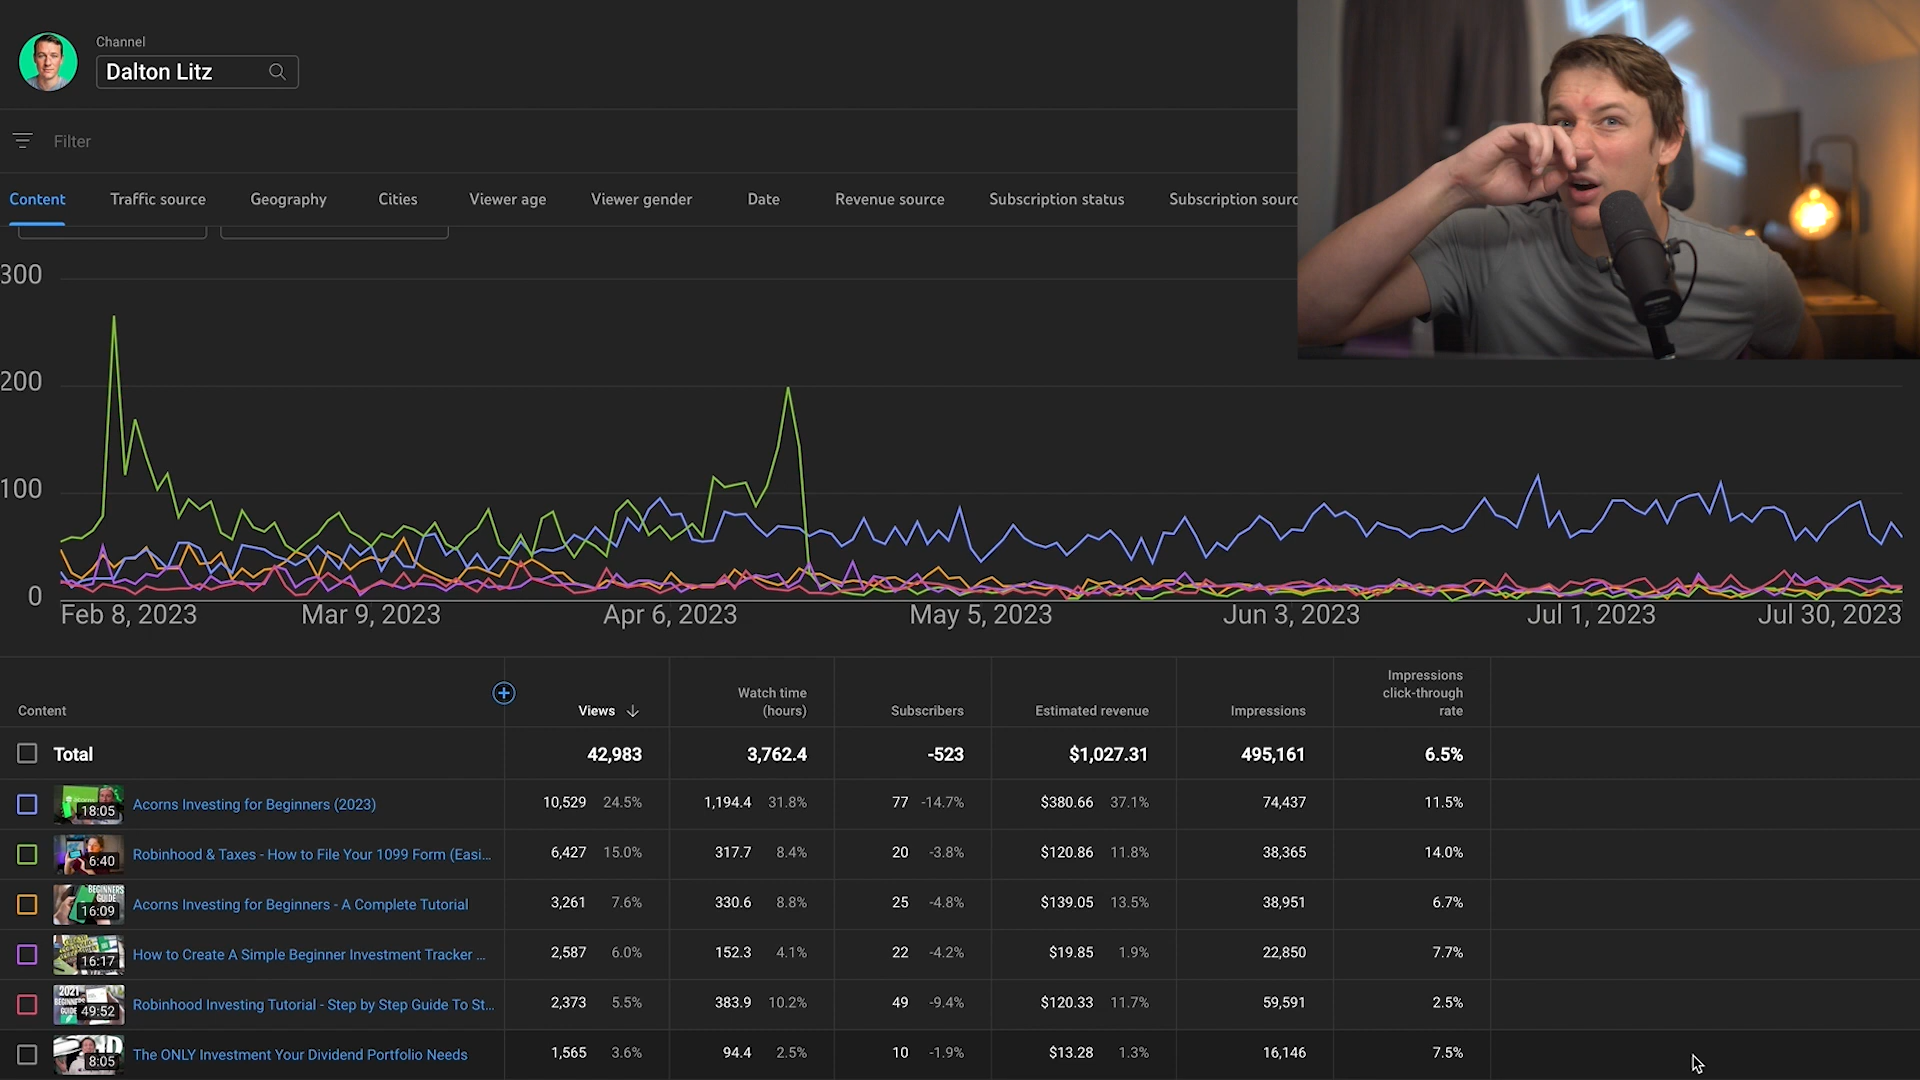 Channel
Dalton Litz
Filter
Content Traffic source Geography Cities Viewer age Viewer gender Date Revenue source Subscription status Subscription sourc
300
200
100
0
Feb 8, 2023 Mar 9, 2023 Apr 6, 2023 May 5, 2023 Jun 3, 2023 Jul 1, 2023 Jul 30, 2023
Content Views Watch time (hours) Subscribers Estimated revenue Impressions Impressions click-through rate
Total 42,983 3,762.4 -523 $1,027.31 495,161 6.5%
18:05 Acorns Investing for Beginners (2023) 10,529 24.5% 1,194.4 31.8% 77 -14.7% $380.66 37.1% 74,437 11.5%
6:40 Robinhood & Taxes - How to File Your 1099 Form (Easi... 6,427 15.0% 317.7 8.4% 20 -3.8% $120.86 11.8% 38,365 14.0%
BEGINNERS GUIDE 16:09 Acorns Investing for Beginners - A Complete Tutorial 3,261 7.6% 330.6 8.8% 25 -4.8% $139.05 13.5% 38,951 6.7%
16:17 How to Create A Simple Beginner Investment Tracker ... 2,587 6.0% 152.3 4.1% 22 -4.2% $19.85 1.9% 22,850 7.7%
2021 BEGINNERS GUIDE 49:52 Robinhood Investing Tutorial - Step by Step Guide To St... 2,373 5.5% 383.9 10.2% 49 -9.4% $120.33 11.7% 59,591 2.5%
8:05 The ONLY Investment Your Dividend Portfolio Needs 1,565 3.6% 94.4 2.5% 10 -1.9% $13.28 1.3% 16,146 7.5%